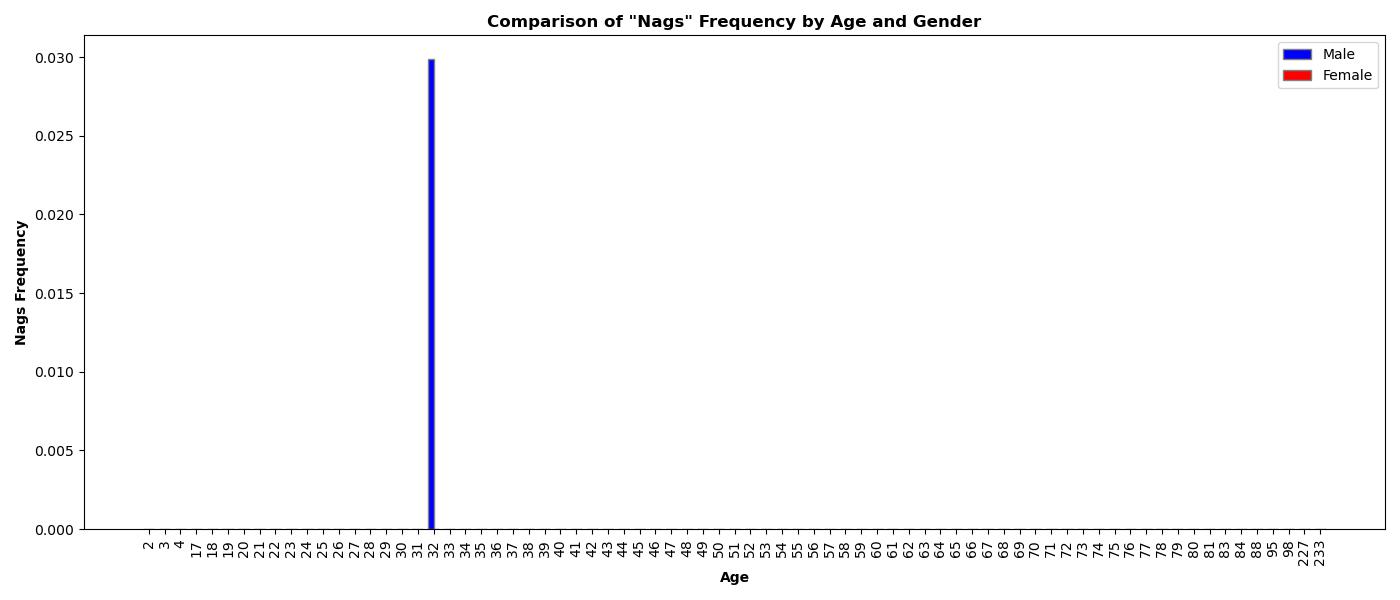 Comparison of "Nags" Frequency by Age and Gender
Male
Female
Nags Frequency
0.030
0.025
0.020
0.015
0.010
0.005
0.000
2 3 4 17 18 19 20 21 22 23 24 25 26 27 28 29 30 31 32 33 34 35 36 37 38 39 40 41 42 43 44 45 46 47 48 49 50 51 52 53 54 55 56 57 58 59 60 61 62 63 64 65 66 67 68 69 70 71 72 73 74 75 76 77 78 79 80 81 83 84 88 95 98 227 233
Age